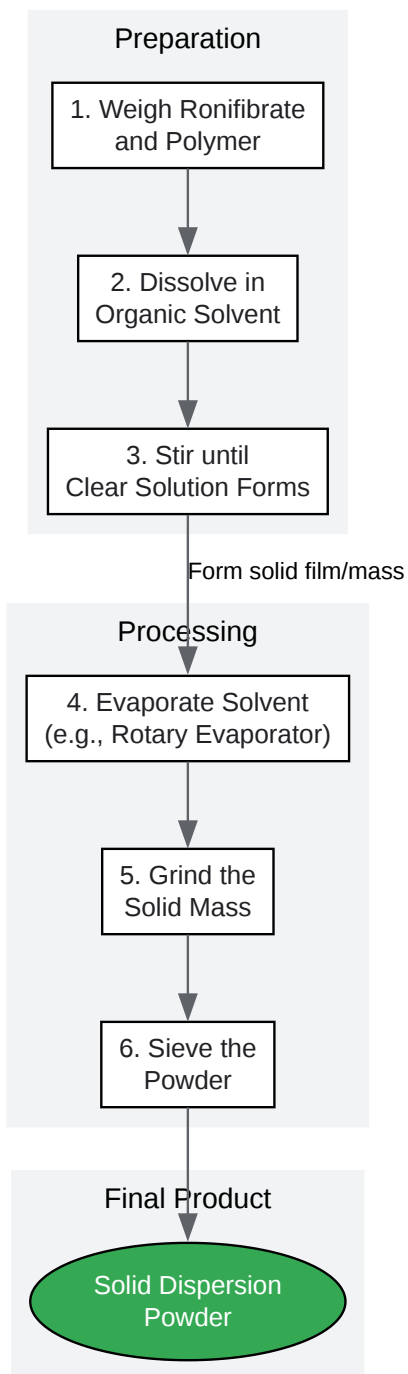 Preparation
1. Weigh Ronifibrate
and Polymer
2. Dissolve in
Organic Solvent
3. Stir until
Clear Solution Forms
Form solid film/mass
Processing
4. Evaporate Solvent
(e.g., Rotary Evaporator)
5. Grind the
Solid Mass
6. Sieve the
Powder
Final Product
Solid Dispersion
Powder